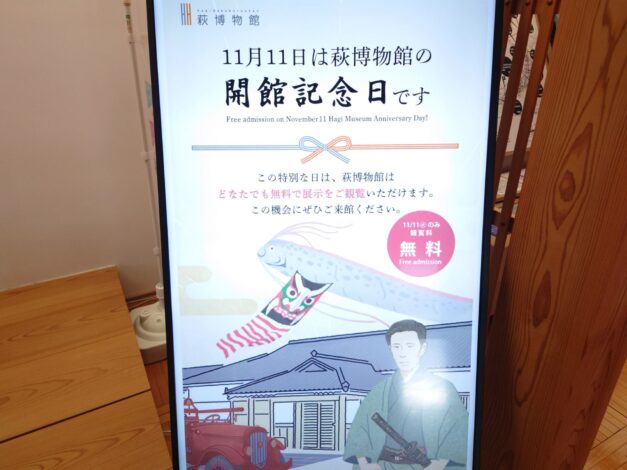 Hagi Hakubutsukan
萩博物館
11月11日は萩博物館の
開館記念日です
Free admission on November 11 Hagi Museum Anniversary Day!
この特別な日は、萩博物館は
どなたでも無料で展示をご観覧いただけます。
この機会にぜひご来館ください。
11/11㊋のみ
観覧料
無料
Free admission